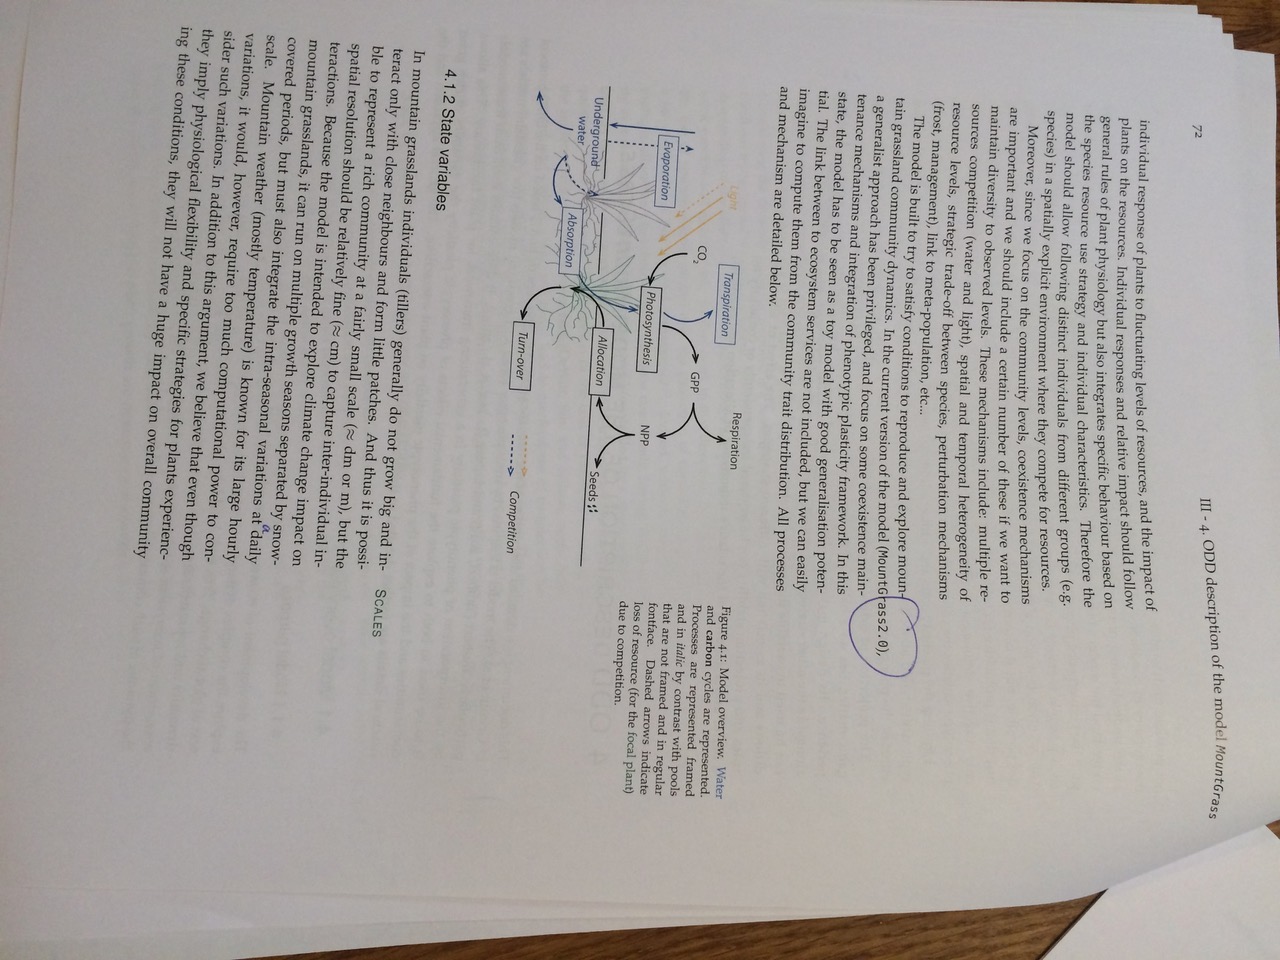 72
III - 4. ODD description of the model MountGrass
individual response of plants to fluctuating levels of resources, and the impact of
plants on the resources. Individual responses and relative impact should follow
general rules of plant physiology but also integrates specific behaviour based on
the species resource use strategy and individual characteristics. Therefore the
model should allow following distinct individuals from different groups (e.g.
species) in a spatially explicit environment where they compete for resources.
Moreover, since we focus on the community levels, coexistence mechanisms
are important and we should include a certain number of these if we want to
maintain diversity to observed levels. These mechanisms include: multiple re-
sources competition (water and light), spatial and temporal heterogeneity of
resource levels, strategic trade-off between species, perturbation mechanisms
(frost, management), link to meta-population, etc...
The model is built to try to satisfy conditions to reproduce and explore moun-
tain grassland community dynamics. In the current version of the model (MountGrass2.0),
a generalist approach has been privileged, and focus on some coexistence main-
tenance mechanisms and integration of phenotypic plasticity framework. In this
state, the model has to be seen as a toy model with good generalisation poten-
tial. The link between to ecosystem services are not included, but we can easily
imagine to compute them from the community trait distribution. All processes
and mechanism are detailed below.
Light
Transpiration
Respiration
CO2
GPP
Evaporation
Photosynthesis
NPP
Underground
water
Allocation
Seeds
Absorption
Turn-over
Competition
Figure 4.1: Model overview. Water
and carbon cycles are represented.
Processes are represented framed
and in italic by contrast with pools
that are not framed and in regular
fontface. Dashed arrows indicate
loss of resource (for the focal plant)
due to competition.
4.1.2 State variables
In mountain grasslands individuals (tillers) generally do not grow big and in-
teract only with close neighbours and form little patches. And thus it is possi-
ble to represent a rich community at a fairly small scale (≈ dm or m), but the
spatial resolution should be relatively fine (≈ cm) to capture inter-individual in-
teractions. Because the model is intended to explore climate change impact on
mountain grasslands, it can run on multiple growth seasons separated by snow-
covered periods, but must also integrate the intra-seasonal variations at a daily
scale. Mountain weather (mostly temperature) is known for its large hourly
variations, it would, however, require too much computational power to con-
sider such variations. In addition to this argument, we believe that even though
they imply physiological flexibility and specific strategies for plants experienc-
ing these conditions, they will not have a huge impact on overall community
SCALES